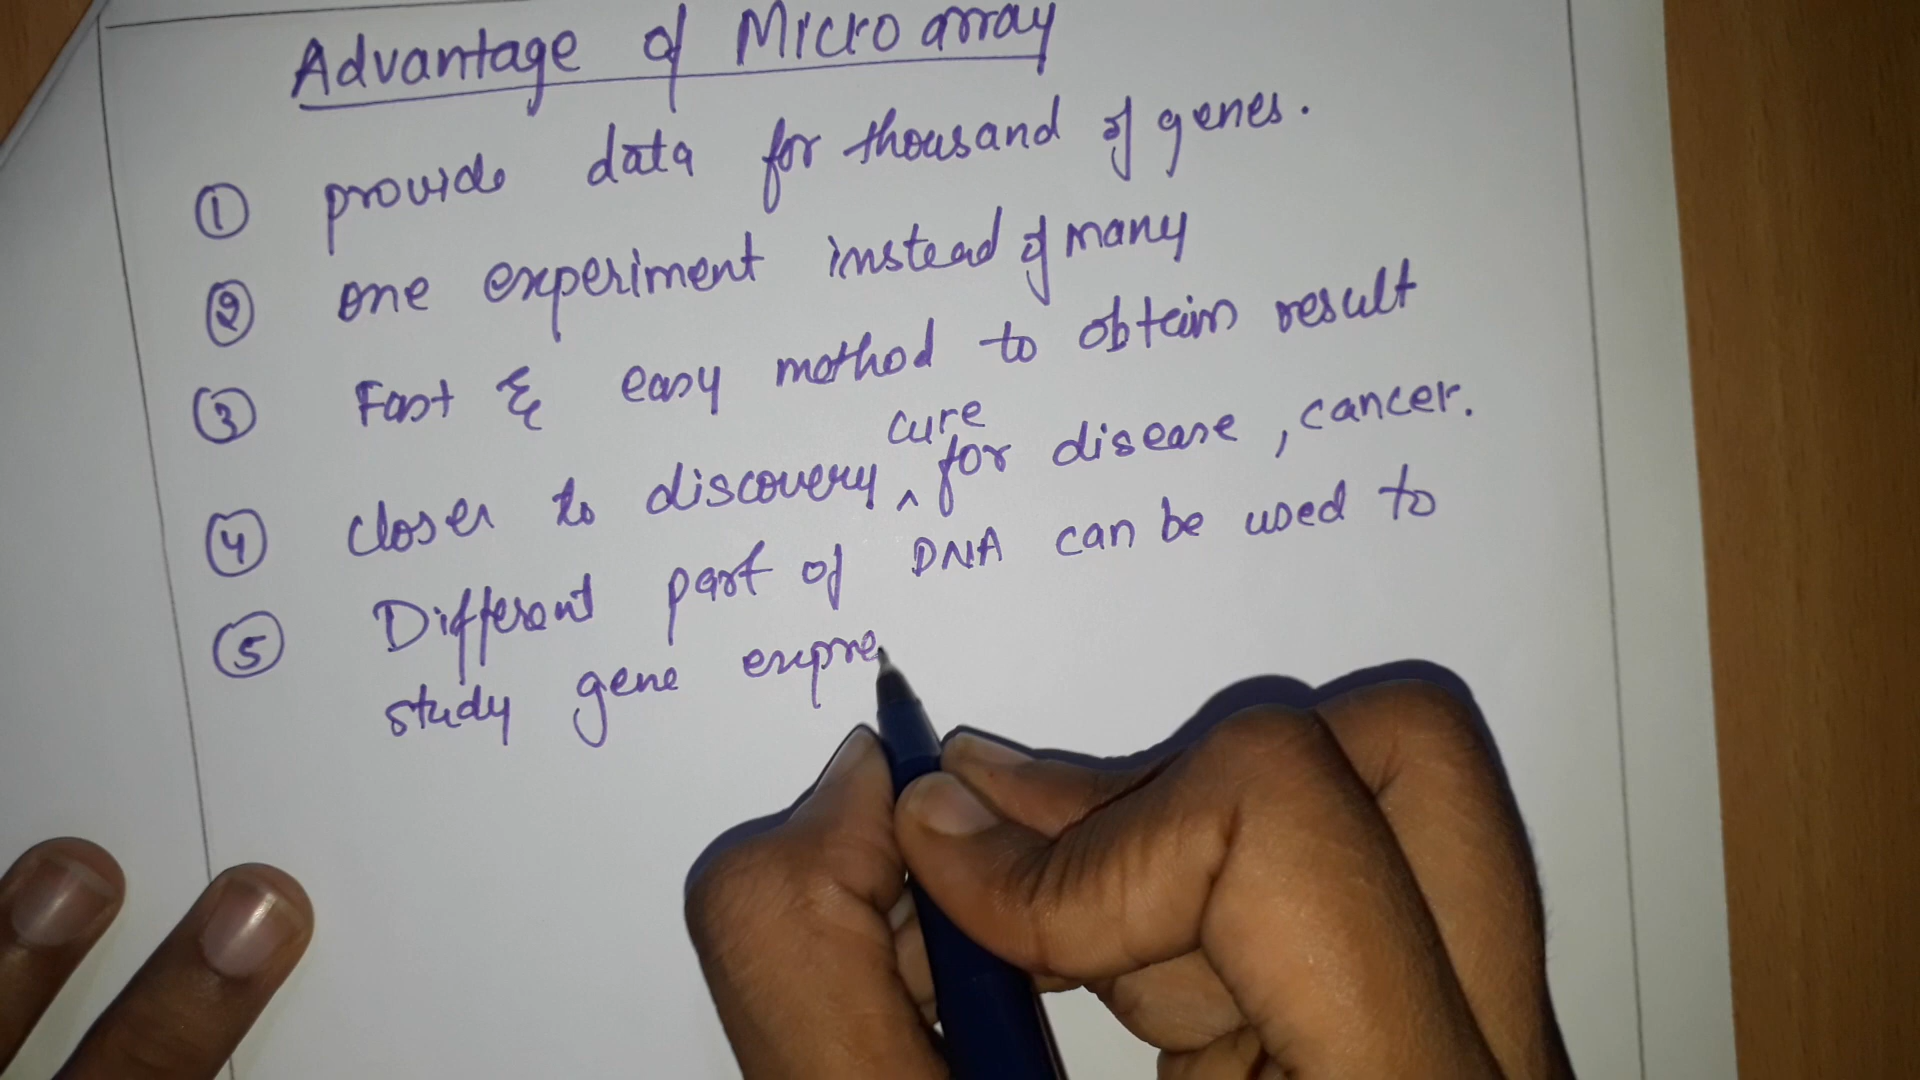 Advantage of Micro array
① provide data for thousand of genes.
② one experiment instead of many
③ Fast & easy method to obtain result
④ closer to discovery ^ cure for disease, cancer.
⑤ Different part of DNA can be used to
study gene expre